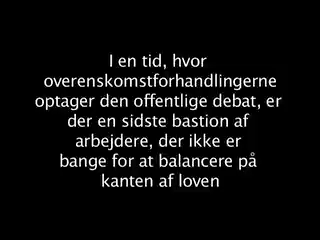 I en tid, hvor
overenskomstforhandlingerne
optager den offentlige debat, er
der en sidste bastion af
arbejdere, der ikke er
bange for at balancere på
kanten af loven